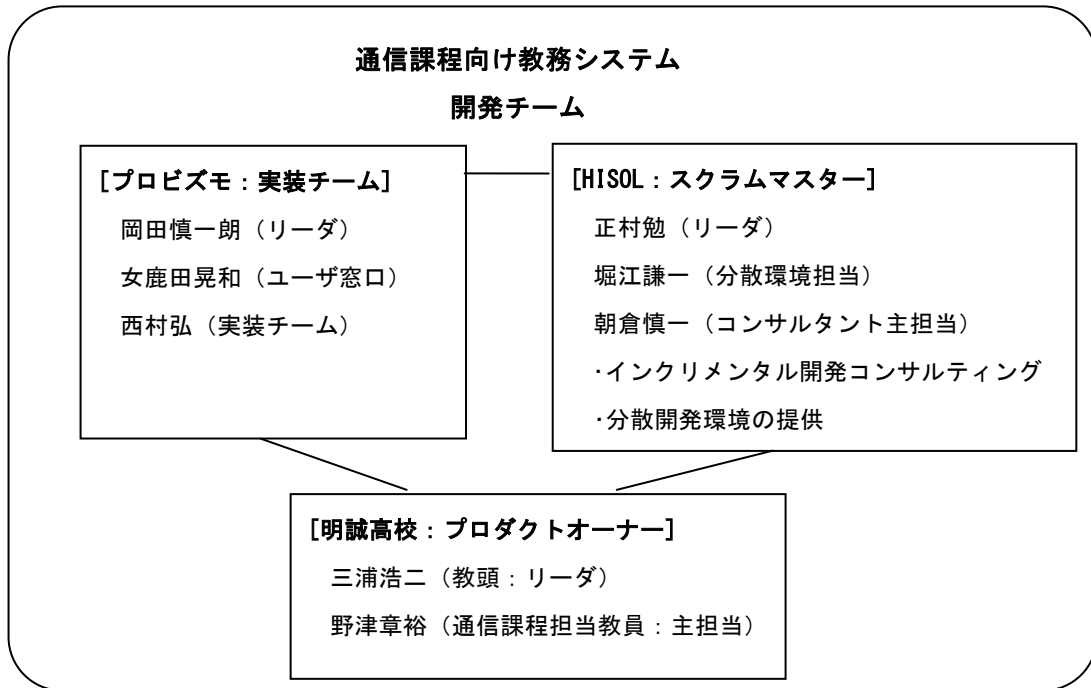 通信課程向け教務システム
開発チーム
[プロビズモ：実装チーム]
岡田慎一朗（リーダ）
女鹿田晃和（ユーザ窓口）
西村弘（実装チーム）
[HISOL：スクラムマスター]
正村勉（リーダ）
堀江謙一（分散環境担当）
朝倉慎一（コンサルタント主担当）
・インクリメンタル開発コンサルティング
・分散開発環境の提供
[明誠高校：プロダクトオーナー]
三浦浩二（教頭：リーダ）
野津章裕（通信課程担当教員：主担当）